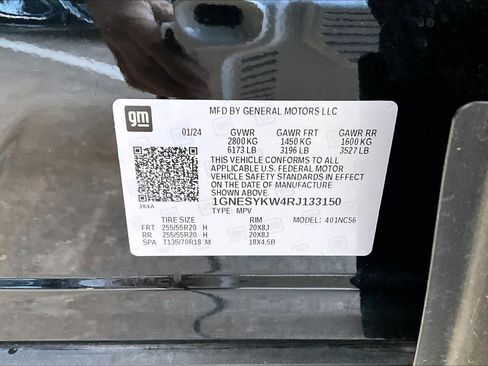 gm
MFD BY GENERAL MOTORS LLC
01/24 GVWR GAWR FRT GAWR RR
2800 KG 1450 KG 1600 KG
6173 LB 3196 LB 3527 LB
THIS VEHICLE CONFORMS TO ALL
APPLICABLE U.S. FEDERAL MOTOR
VEHICLE SAFETY STANDARDS IN EFFECT
ON THE DATE OF MANUFACTURE SHOWN
ABOVE.
1GNESYKW4RJ133150
TYPE: MPV
384A
TIRE SIZE RIM MODEL: 401NC56
FRT 255/55R20 H 20X8J
RR 255/55R20 H 20X8J
SPA T135/70R18 M 18X4.5B